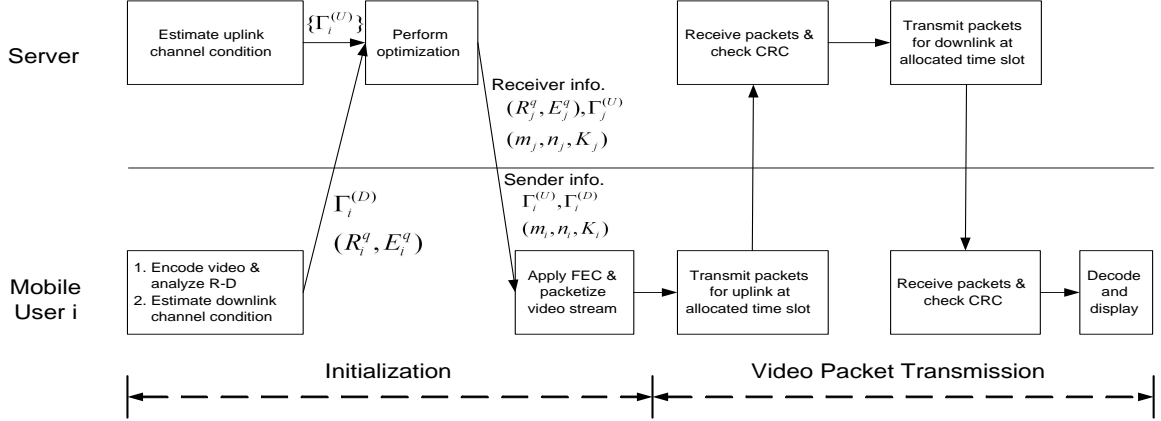 Server
Estimate uplink
channel condition
{Γ_i^(U)}
Perform
optimization
Receive packets &
check CRC
Transmit packets
for downlink at
allocated time slot
Receiver info.
(R_j^q, E_j^q), Γ_j^(U)
(m_j, n_j, K_j)
Sender info.
Γ_i^(U), Γ_i^(D)
(m_i, n_i, K_i)
Γ_i^(D)
(R_i^q, E_i^q)
Mobile
User i
1. Encode video &
analyze R-D
2. Estimate downlink
channel condition
Apply FEC &
packetize
video stream
Transmit packets
for uplink at
allocated time slot
Receive packets &
check CRC
Decode
and
display
Initialization
Video Packet Transmission